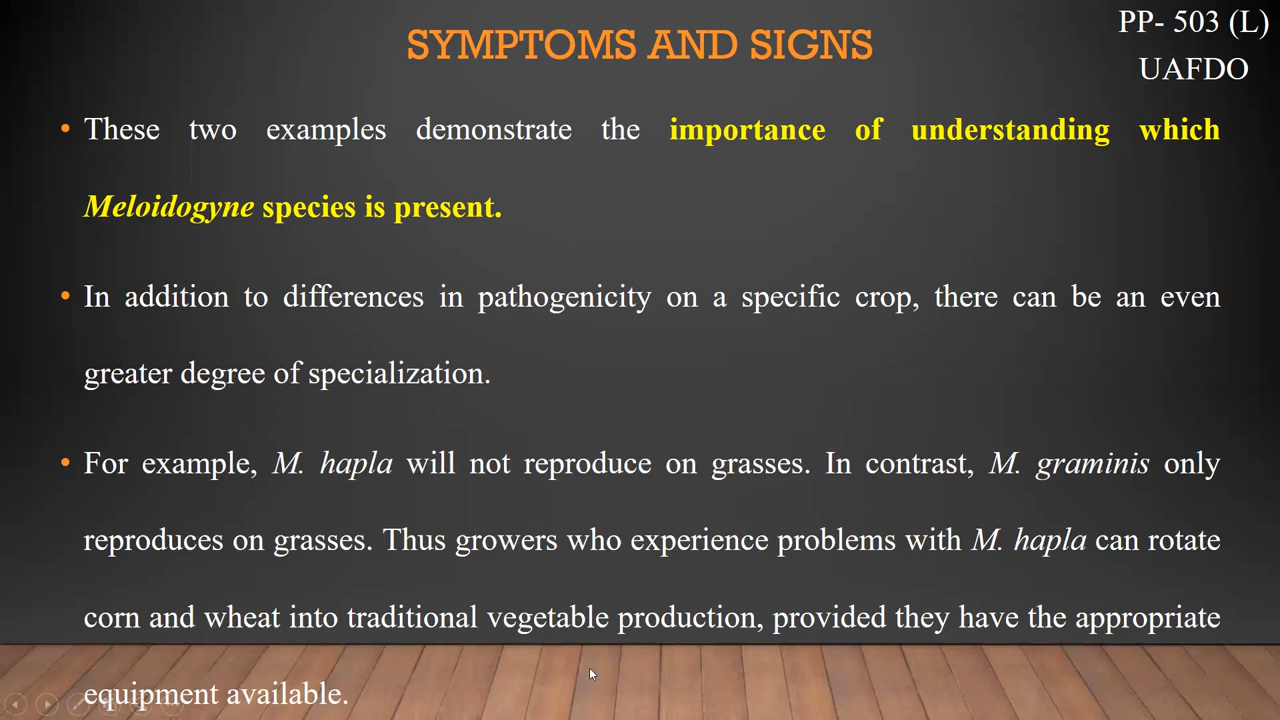 PP- 503 (L)
UAFDO
SYMPTOMS AND SIGNS
• These two examples demonstrate the importance of understanding which
Meloidogyne species is present.
• In addition to differences in pathogenicity on a specific crop, there can be an even
greater degree of specialization.
• For example, M. hapla will not reproduce on grasses. In contrast, M. graminis only
reproduces on grasses. Thus growers who experience problems with M. hapla can rotate
corn and wheat into traditional vegetable production, provided they have the appropriate
equipment available.